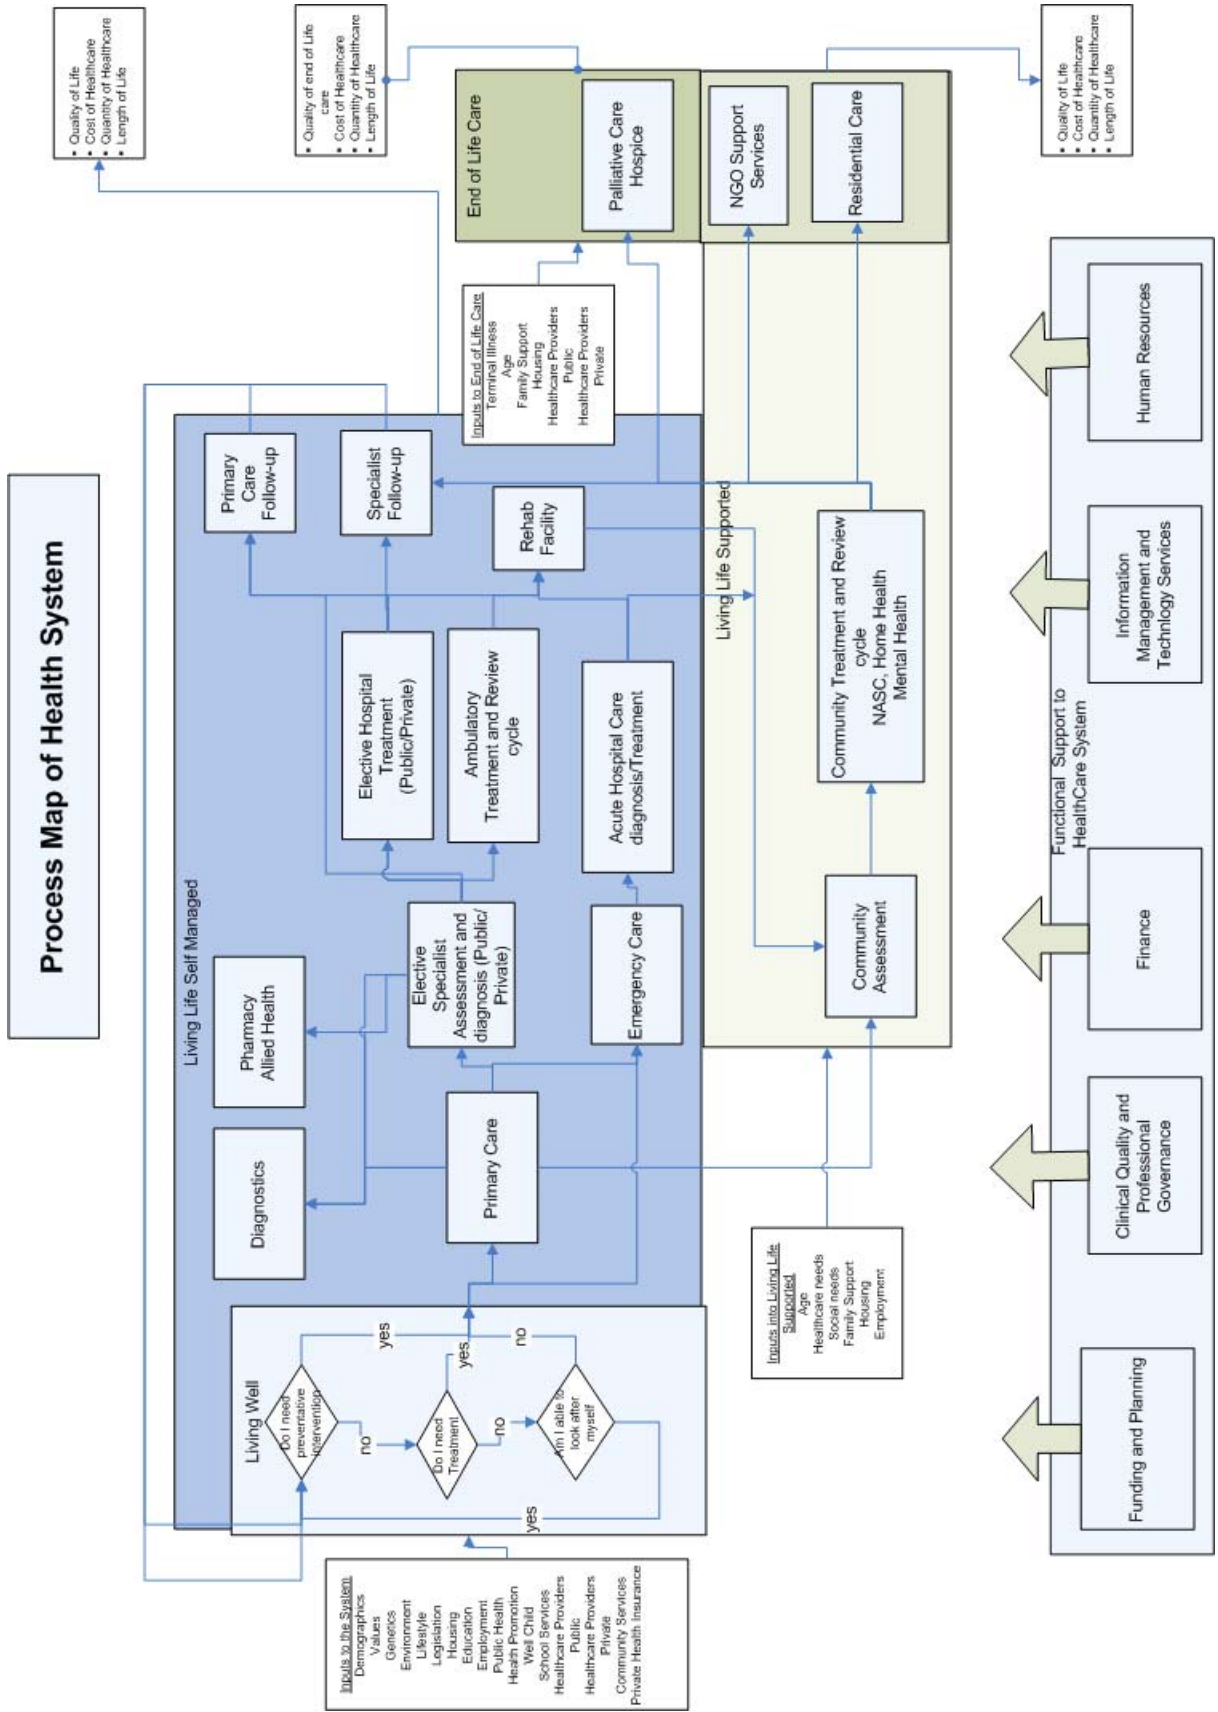 Process Map of Health System
Living Life Self Managed
Living Well
Do I need
preventative
intervention
yes
no
Do I need
Treatment
yes
no
Am I able to
look after
myself
no
yes
Inputs to the System
Demographics
Values
Genetics
Environment
Lifestyle
Legislation
Housing
Education
Employment
Public Health
Health Promotion
Well Child
School Services
Healthcare Providers
Public
Healthcare Providers
Private
Community Services
Private Health Insurance
Diagnostics
Pharmacy
Allied Health
Primary Care
Elective
Specialist
Assessment and
diagnosis (Public/
Private)
Emergency Care
Elective Hospital
Treatment
(Public/Private)
Ambulatory
Treatment and Review
cycle
Acute Hospital Care
diagnosis/Treatment
Primary
Care
Follow-up
Specialist
Follow-up
Rehab
Facility
Quality of Life
Cost of Healthcare
Quantity of Healthcare
Length of Life
Quality of end of Life
care
Cost of Healthcare
Quantity of Healthcare
Length of Life
End of Life Care
Palliative Care
Hospice
Inputs to End of Life Care
Terminal Illness
Age
Family Support
Housing
Healthcare Providers
Public
Healthcare Providers
Private
NGO Support
Services
Residential Care
Living Life Supported
Community
Assessment
Community Treatment and Review
cycle
NASC, Home Health
Mental Health
Inputs into Living Life
Supported
Age
Healthcare needs
Social needs
Family Support
Housing
Employment
Quality of Life
Cost of Healthcare
Quantity of Healthcare
Length of Life
Functional Support to
HealthCare System
Funding and Planning
Clinical Quality and
Professional
Governance
Finance
Information
Management and
Technlogy Services
Human Resources